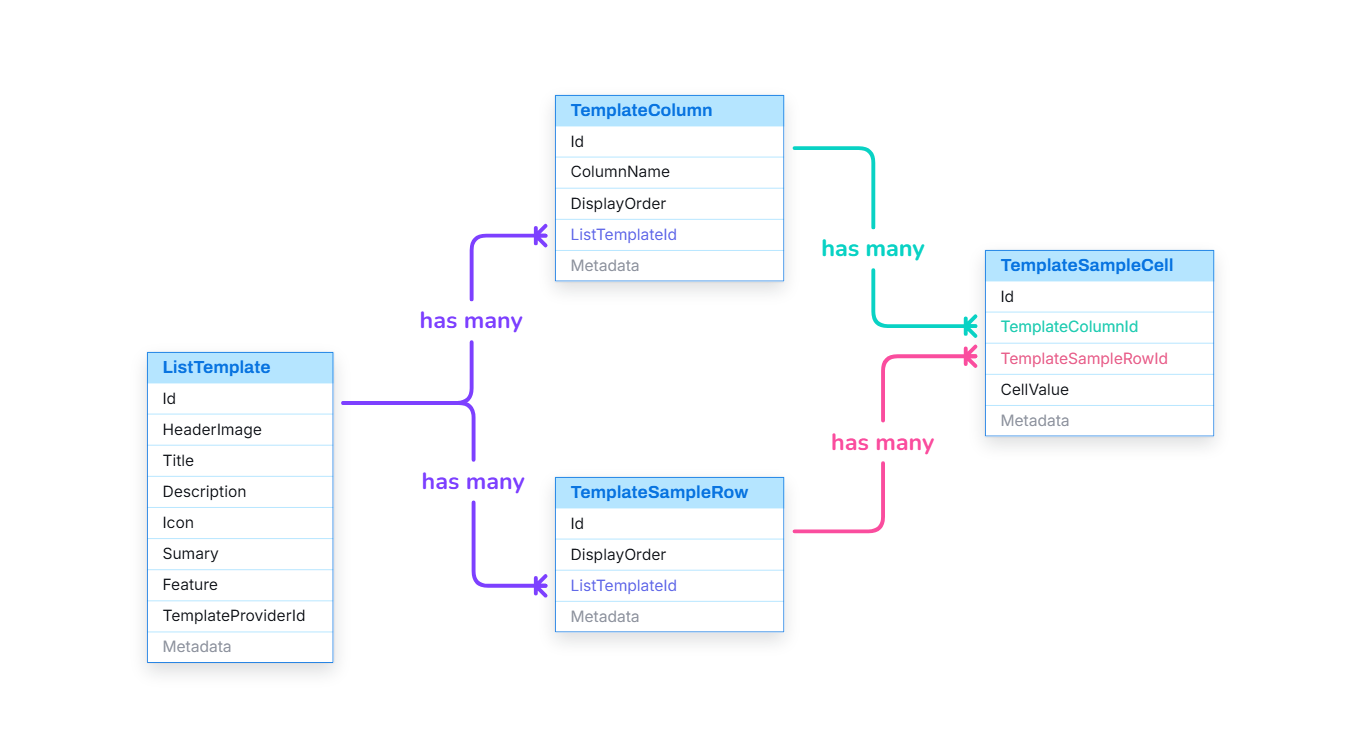 TemplateColumn
Id
ColumnName
DisplayOrder
ListTemplateId
Metadata
has many
has many
TemplateSampleCell
Id
TemplateColumnId
TemplateSampleRowId
CellValue
Metadata
ListTemplate
Id
HeaderImage
Title
Description
Icon
Sumary
Feature
TemplateProviderId
Metadata
has many
has many
TemplateSampleRow
Id
DisplayOrder
ListTemplateId
Metadata